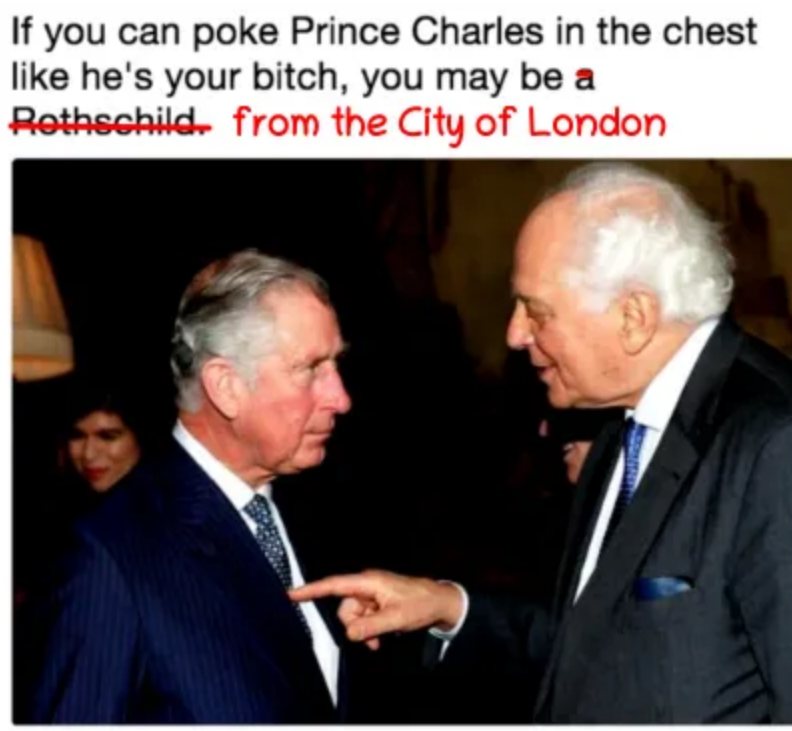 If you can poke Prince Charles in the chest
like he's your bitch, you may be a
Rothschild. from the City of London